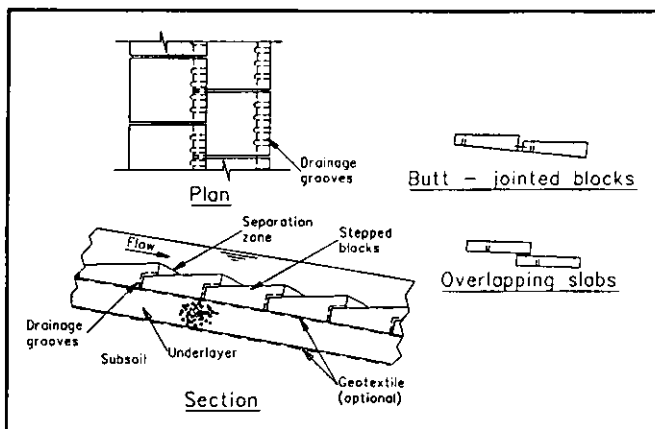 Drainage
grooves
Plan
Butt - jointed blocks
Separation
zone
Flow
Stepped
blocks
Overlapping slabs
Drainage
grooves
Underlayer
Subsoil
Geotextile
(optional)
Section